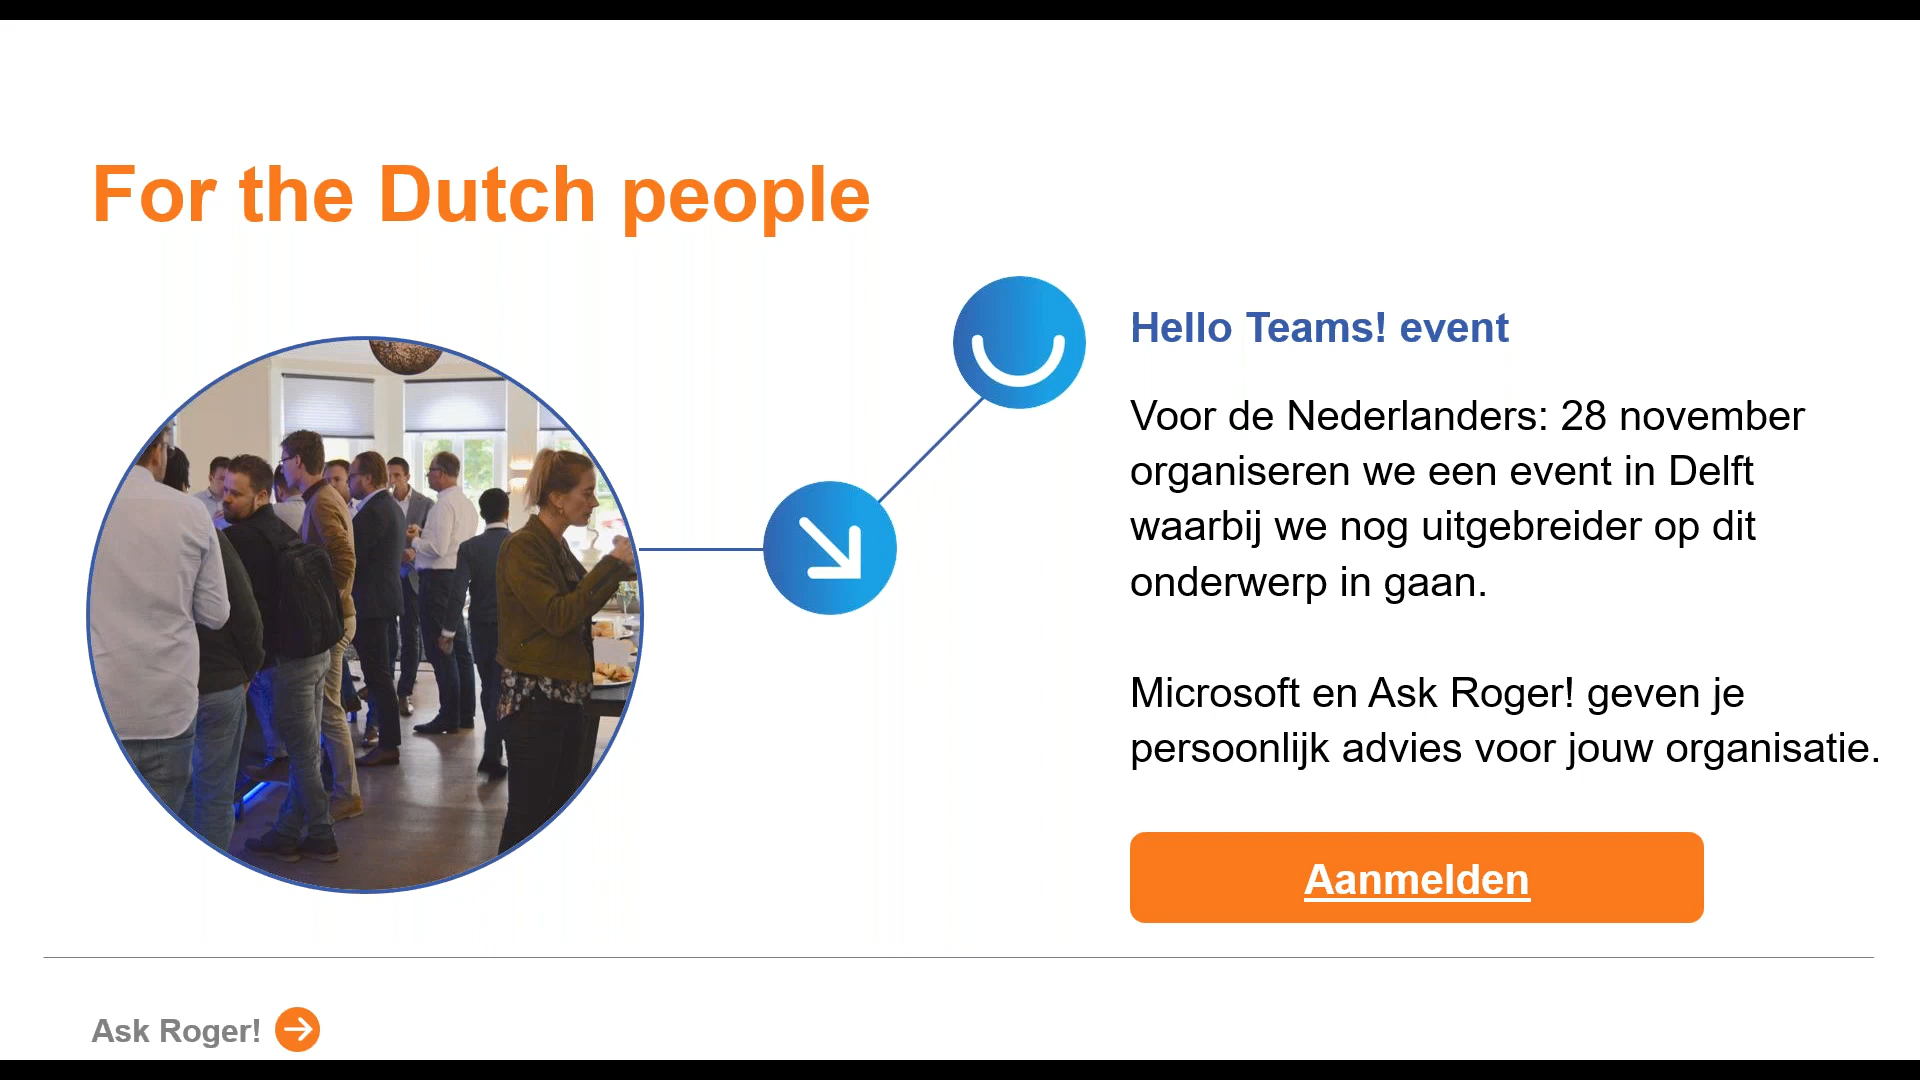 For the Dutch people
Hello Teams! event
Voor de Nederlanders: 28 november
organiseren we een event in Delft
waarbij we nog uitgebreider op dit
onderwerp in gaan.
Microsoft en Ask Roger! geven je
persoonlijk advies voor jouw organisatie.
Aanmelden
Ask Roger!